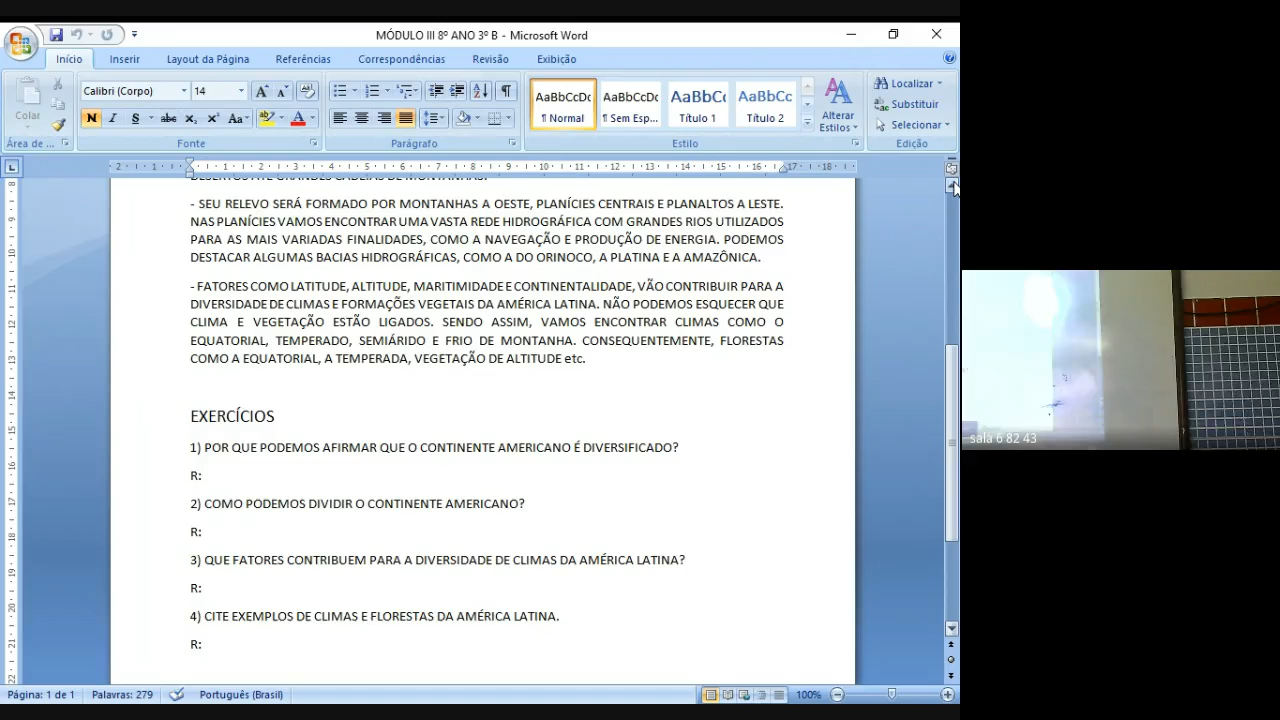 MÓDULO III 8º ANO 3º B - Microsoft Word
Início Inserir Layout da Página Referências Correspondências Revisão Exibição
Calibri (Corpo) 14
AaBbCcDc AaBbCcDc AaBbC AaBbCc
Localizar
Substituir
Colar
¶ Normal ¶ Sem Esp... Título 1 Título 2
Alterar Estilos
Selecionar
Área de ... Fonte Parágrafo Estilo Edição
- SEU RELEVO SERÁ FORMADO POR MONTANHAS A OESTE, PLANÍCIES CENTRAIS E PLANALTOS A LESTE.
NAS PLANÍCIES VAMOS ENCONTRAR UMA VASTA REDE HIDROGRÁFICA COM GRANDES RIOS UTILIZADOS
PARA AS MAIS VARIADAS FINALIDADES, COMO A NAVEGAÇÃO E PRODUÇÃO DE ENERGIA. PODEMOS
DESTACAR ALGUMAS BACIAS HIDROGRÁFICAS, COMO A DO ORINOCO, A PLATINA E A AMAZÔNICA.
- FATORES COMO LATITUDE, ALTITUDE, MARITIMIDADE E CONTINENTALIDADE, VÃO CONTRIBUIR PARA A
DIVERSIDADE DE CLIMAS E FORMAÇÕES VEGETAIS DA AMÉRICA LATINA. NÃO PODEMOS ESQUECER QUE
CLIMA E VEGETAÇÃO ESTÃO LIGADOS. SENDO ASSIM, VAMOS ENCONTRAR CLIMAS COMO O
EQUATORIAL, TEMPERADO, SEMIÁRIDO E FRIO DE MONTANHA. CONSEQUENTEMENTE, FLORESTAS
COMO A EQUATORIAL, A TEMPERADA, VEGETAÇÃO DE ALTITUDE etc.
EXERCÍCIOS
1) POR QUE PODEMOS AFIRMAR QUE O CONTINENTE AMERICANO É DIVERSIFICADO?
R:
2) COMO PODEMOS DIVIDIR O CONTINENTE AMERICANO?
R:
3) QUE FATORES CONTRIBUEM PARA A DIVERSIDADE DE CLIMAS DA AMÉRICA LATINA?
R:
4) CITE EXEMPLOS DE CLIMAS E FLORESTAS DA AMÉRICA LATINA.
R:
Página: 1 de 1 Palavras: 279 Português (Brasil) 100%
sala 6 82 43